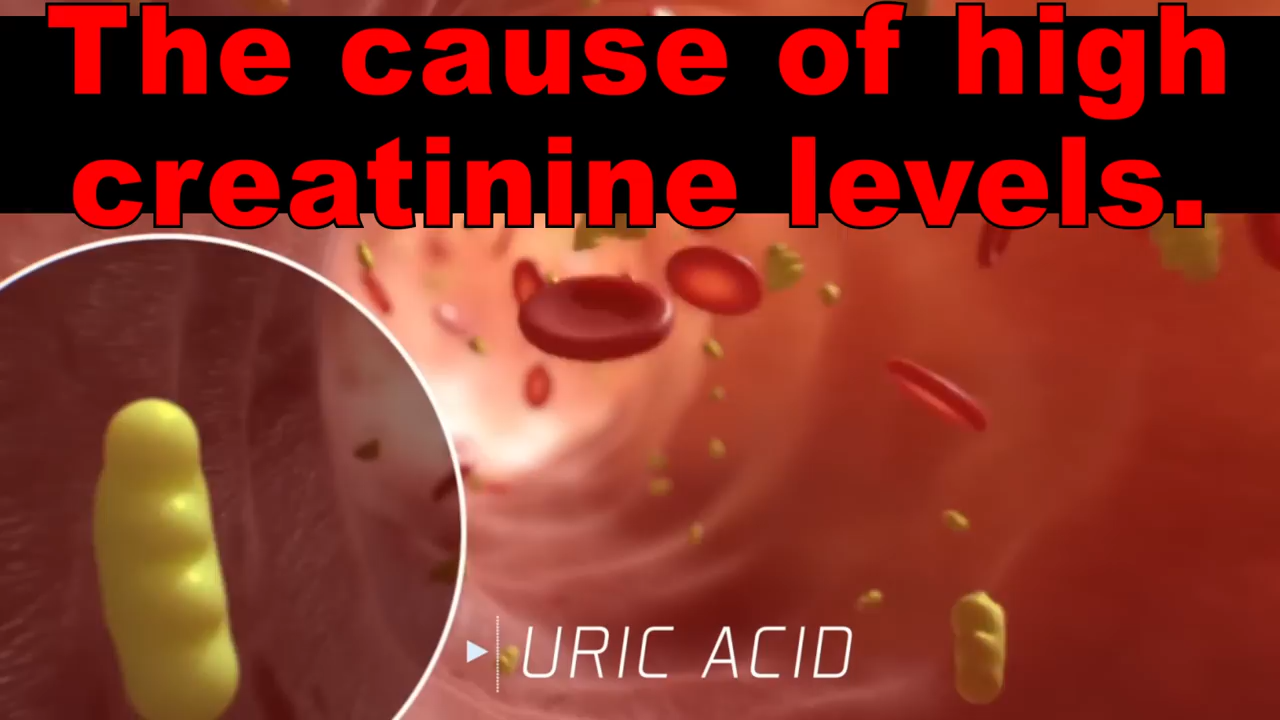 The cause of high
creatinine levels.
URIC ACID